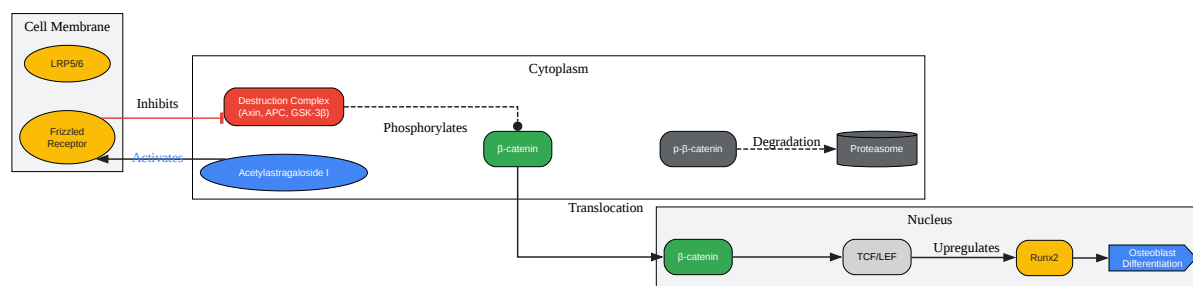 Cell Membrane
LRP5/6
Frizzled
Receptor
Inhibits
Activates
Cytoplasm
Destruction Complex
(Axin, APC, GSK-3β)
Phosphorylates
Acetylastragaloside I
β-catenin
p-β-catenin
Degradation
Proteasome
Translocation
Nucleus
β-catenin
TCF/LEF
Upregulates
Runx2
Osteoblast
Differentiation